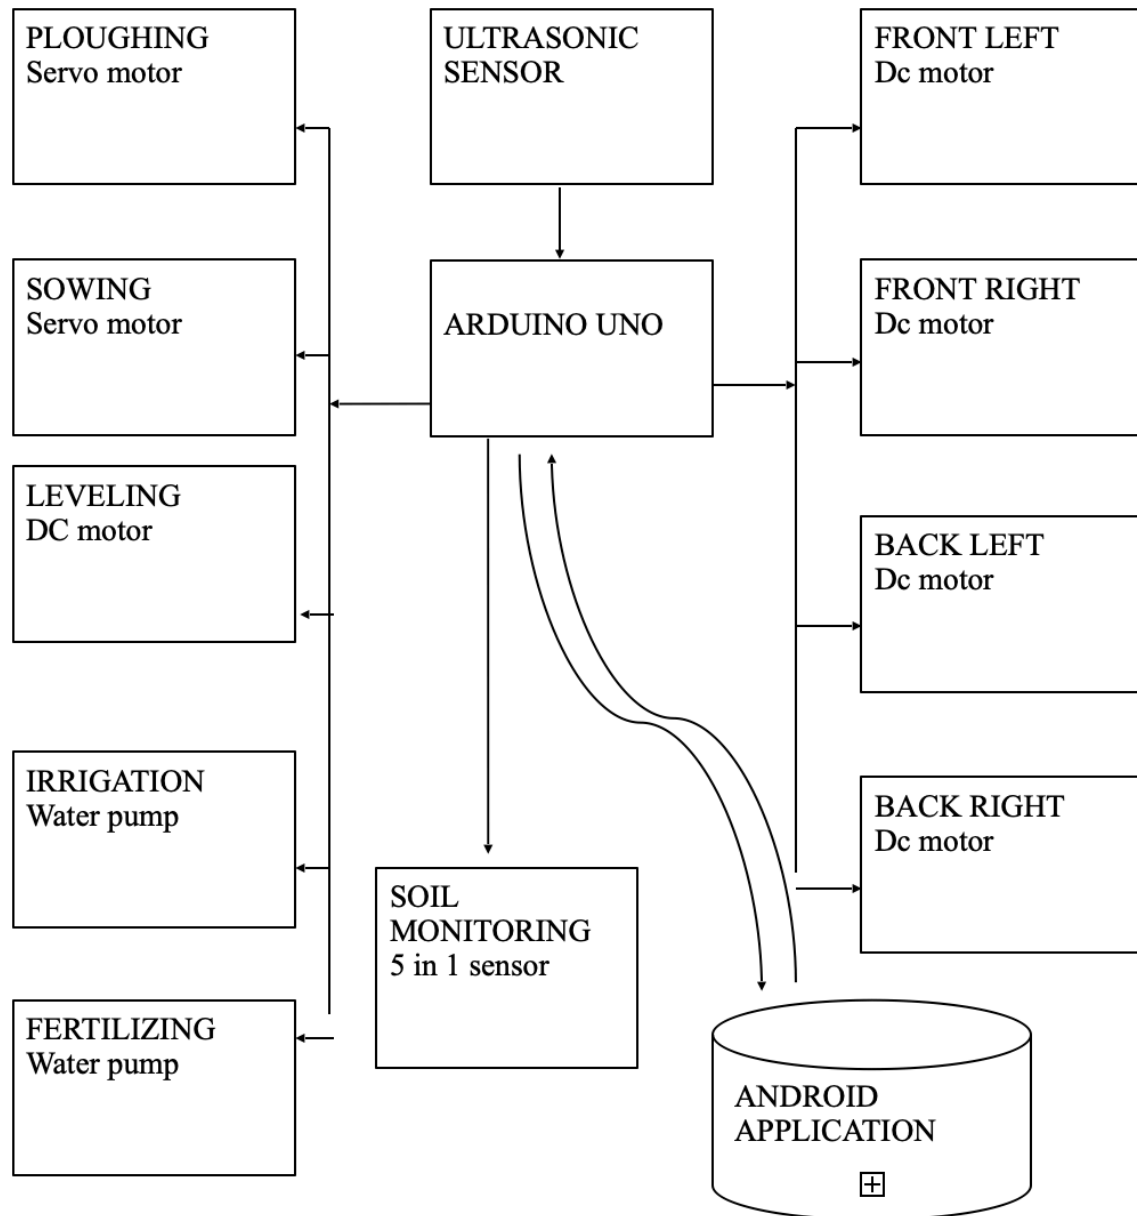 PLOUGHING
Servo motor
ULTRASONIC
SENSOR
FRONT LEFT
Dc motor
SOWING
Servo motor
ARDUINO UNO
FRONT RIGHT
Dc motor
LEVELING
DC motor
BACK LEFT
Dc motor
IRRIGATION
Water pump
BACK RIGHT
Dc motor
SOIL
MONITORING
5 in 1 sensor
FERTILIZING
Water pump
ANDROID
APPLICATION